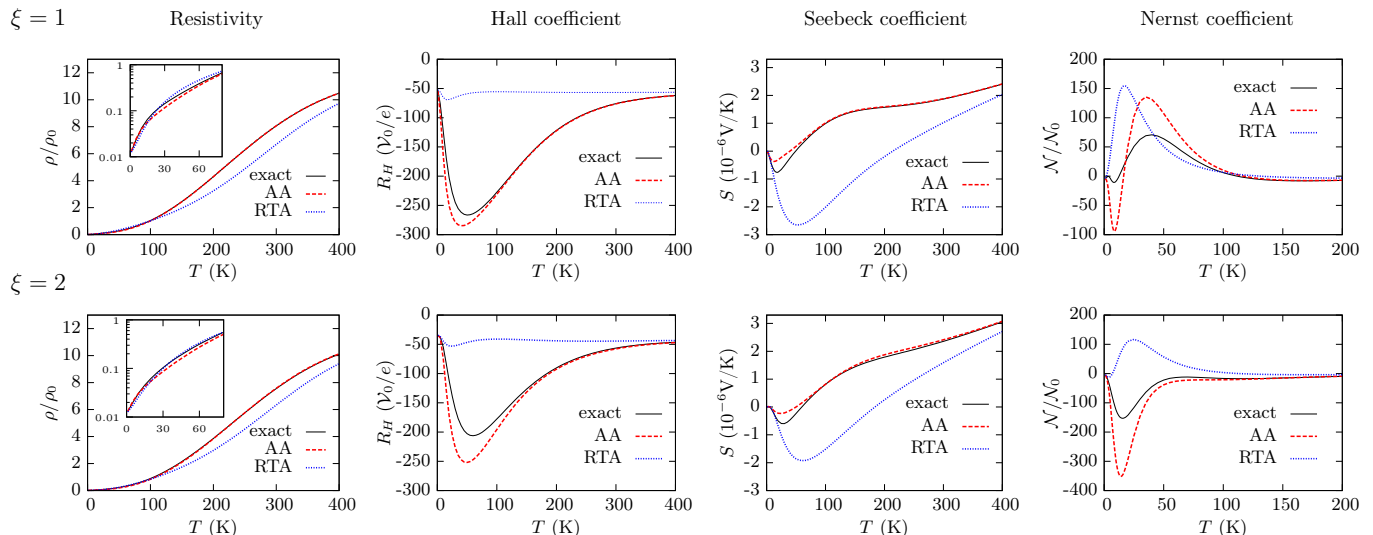 ξ = 1
Resistivity
Hall coefficient
Seebeck coefficient
Nernst coefficient
ρ/ρ0
12
10
8
6
4
2
0
1
0.1
0.01
0 30 60
exact
AA
RTA
0 100 200 300 400
T (K)
R_H (V_0/e)
0
-50
-100
-150
-200
-250
-300
exact
AA
RTA
0 100 200 300 400
T (K)
S (10^-6 V/K)
3
2
1
0
-1
-2
-3
exact
AA
RTA
0 100 200 300 400
T (K)
N/N_0
200
150
100
50
0
-50
-100
exact
AA
RTA
0 50 100 150 200
T (K)
ξ = 2
ρ/ρ0
12
10
8
6
4
2
0
1
0.1
0.01
0 30 60
exact
AA
RTA
0 100 200 300 400
T (K)
R_H (V_0/e)
0
-50
-100
-150
-200
-250
-300
exact
AA
RTA
0 100 200 300 400
T (K)
S (10^-6 V/K)
3
2
1
0
-1
-2
-3
exact
AA
RTA
0 100 200 300 400
T (K)
N/N_0
200
100
0
-100
-200
-300
400
exact
AA
RTA
0 50 100 150 200
T (K)